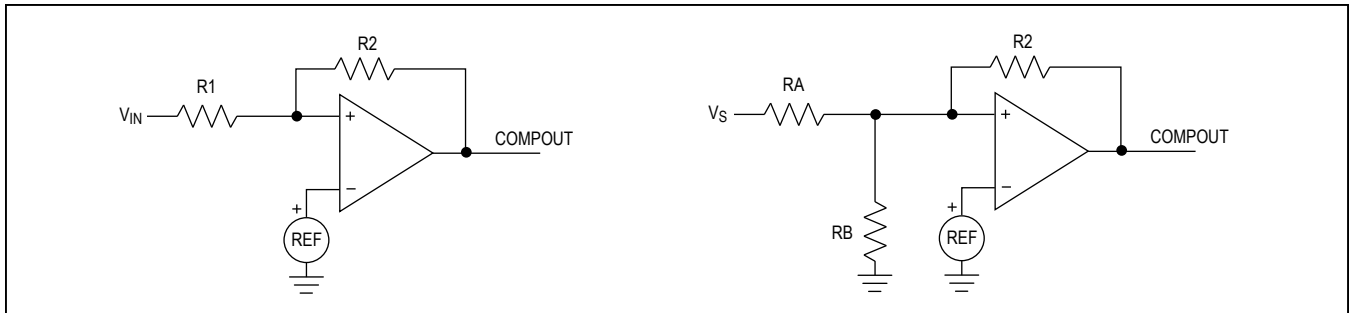 R2
R1
V_IN
+
−
COMPOUT
+
REF
R2
RA
V_S
+
−
COMPOUT
RB
+
REF